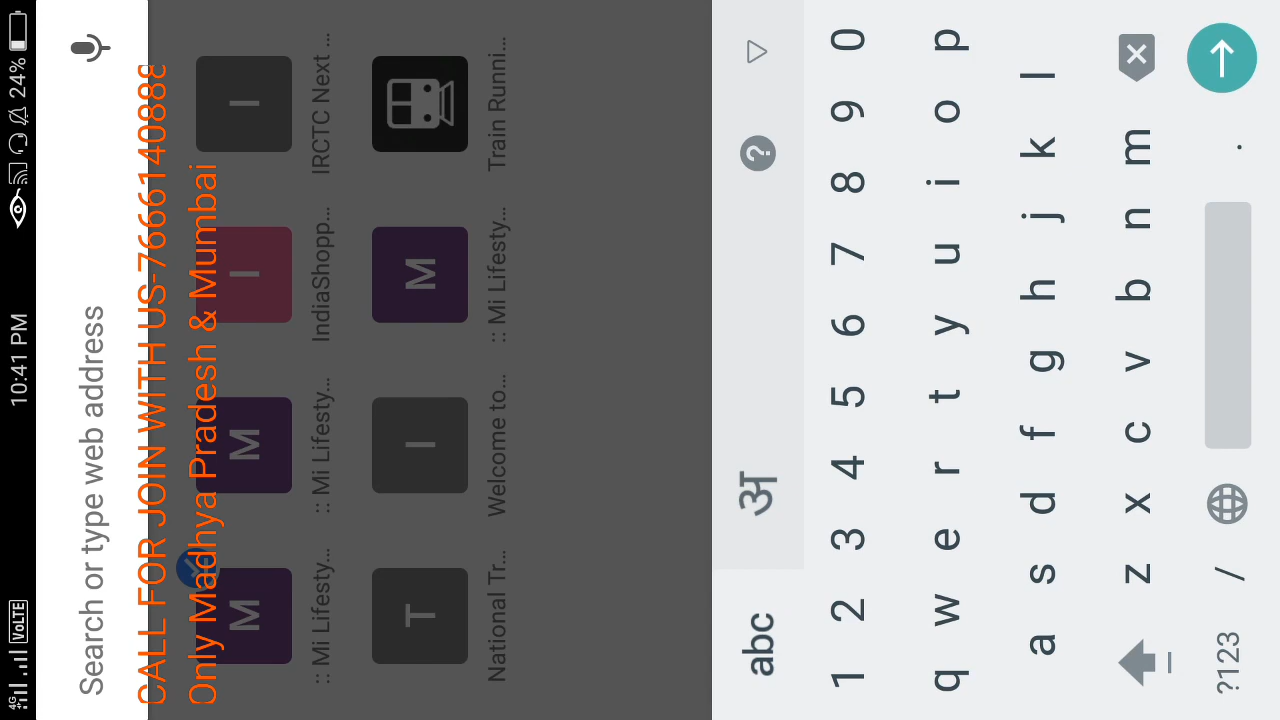 4G VoLTE 10:41 PM 24%
Search or type web address
CALL FOR JOIN WITH US-7666140888
Only Madhya Pradesh & Mumbai
M M I I
:: Mi Lifesty... :: Mi Lifesty... IndiaShopp... IRCTC Next ...
T I M
National Tr... Welcome to... :: Mi Lifesty... Train Runni...
abc अ ?
1 2 3 4 5 6 7 8 9 0
q w e r t y u i o p
a s d f g h j k l
z x c v b n m
?123 / .